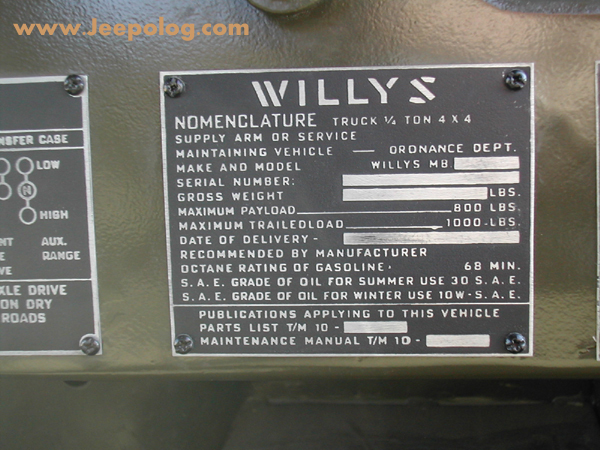 www.Jeepolog.com
NSFER CASE
LOW
N
HIGH
NT AUX.
E RANGE
VE
XLE DRIVE
ON DRY
ROADS
WILLYS
NOMENCLATURE TRUCK ¼ TON 4 X 4
SUPPLY ARM OR SERVICE
MAINTAINING VEHICLE — ORDNANCE DEPT.
MAKE AND MODEL WILLYS MB
SERIAL NUMBER:
GROSS WEIGHT LBS.
MAXIMUM PAYLOAD 800 LBS.
MAXIMUM TRAILEDLOAD 1000-LBS.
DATE OF DELIVERY -
RECOMMENDED BY MANUFACTURER
OCTANE RATING OF GASOLINE: 68 MIN.
S.A.E. GRADE OF OIL FOR SUMMER USE 30 S.A.E.
S.A.E. GRADE OF OIL FOR WINTER USE 10W-S.A.E.
PUBLICATIONS APPLYING TO THIS VEHICLE
PARTS LIST T/M 10 -
MAINTENANCE MANUAL T/M 10-